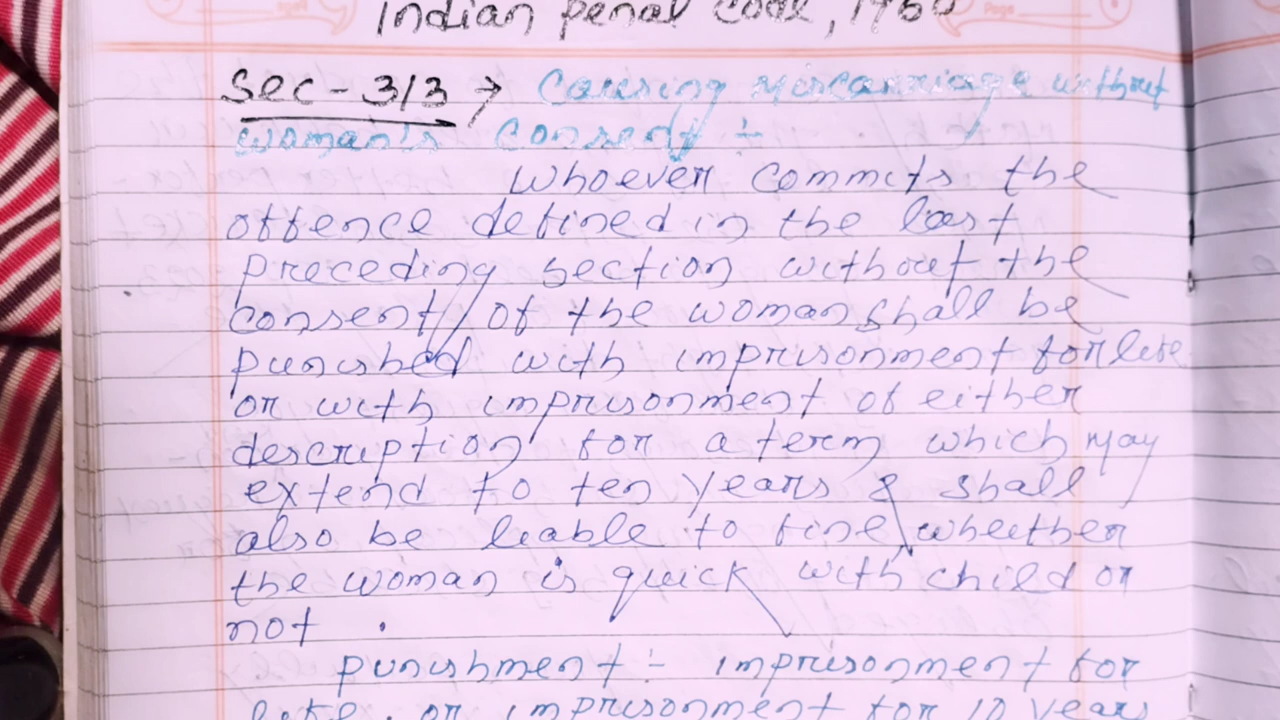 Indian penal code, 1960
Sec-313 → Causing Miscarriage without
woman's Consent :-
Whoever commits the
offence defined in the last
preceding section without the
consent of the woman shall be
punished with imprisonment for life
or with imprisonment of either
description for a term which may
extend to ten years & shall
also be liable to fine whether
the woman is quick with child or
not .
punishment :- imprisonment for
life, or imprisonment for 10 years